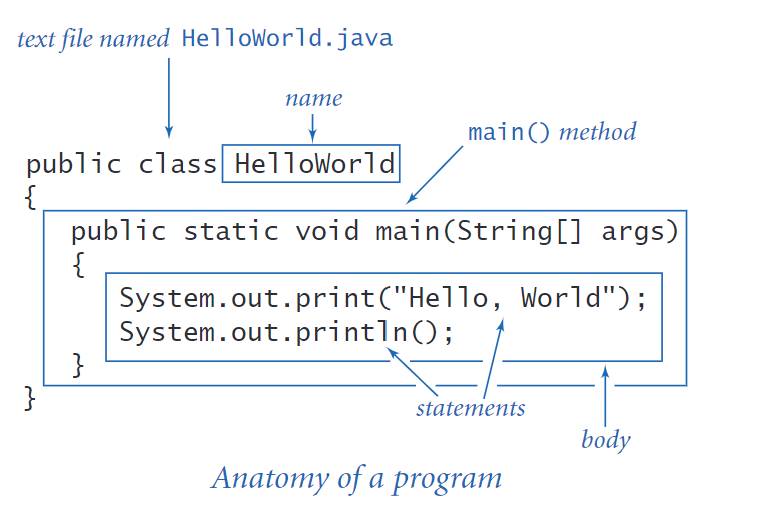 text file named HelloWorld.java
name
main() method
public class HelloWorld
{
public static void main(String[] args)
{
System.out.print("Hello, World");
System.out.println();
}
}
statements
body
Anatomy of a program